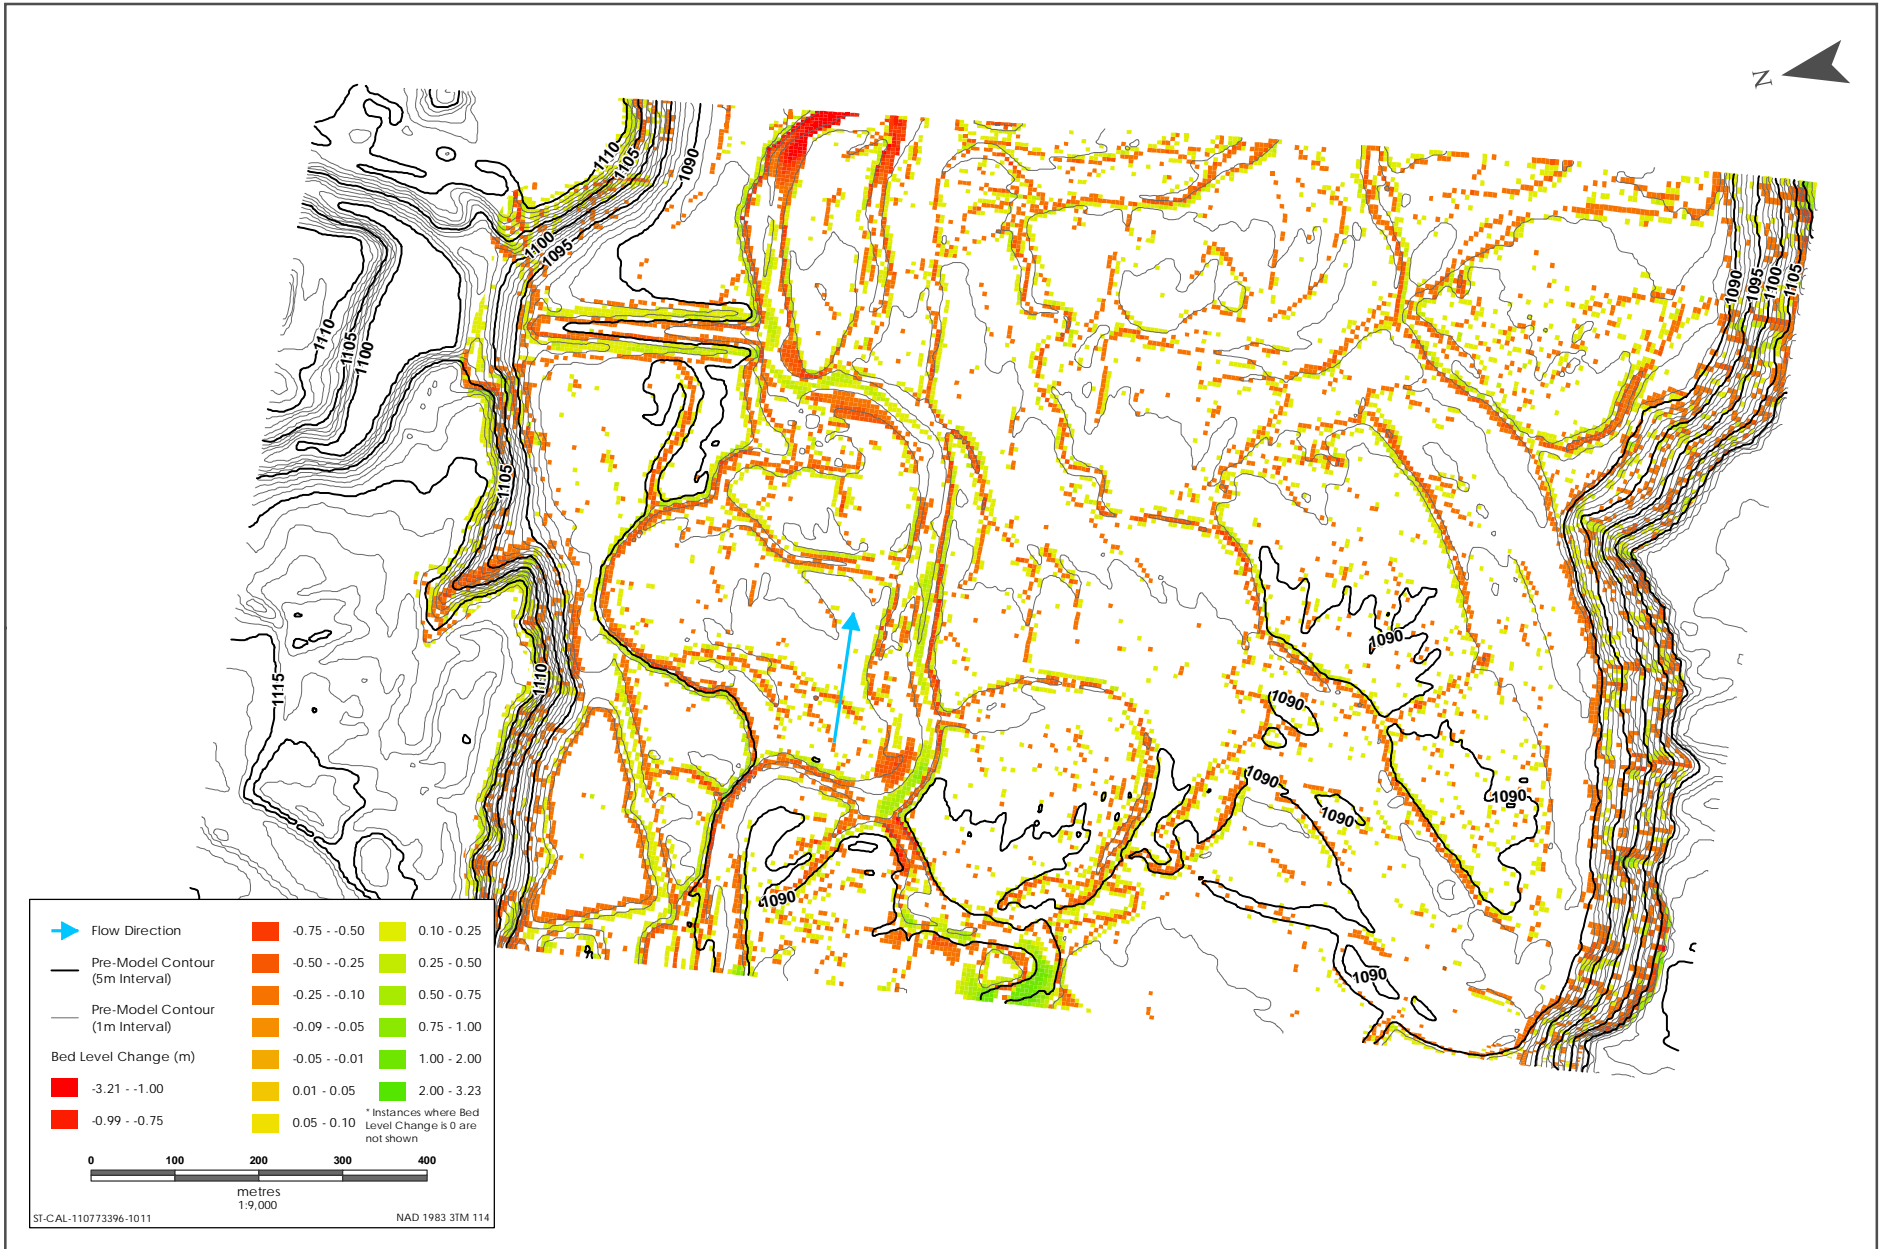 N
1110
1105
1090
1100
1095
1110
1105
1100
1090
1095
1100
1105
1105
1090
1110
1115
1090
1090
1090
1090
1090
1090
Flow Direction
Pre-Model Contour
(5m Interval)
Pre-Model Contour
(1m Interval)
Bed Level Change (m)
-3.21 - -1.00
-0.99 - -0.75
-0.75 - -0.50
-0.50 - -0.25
-0.25 - -0.10
-0.09 - -0.05
-0.05 - -0.01
0.01 - 0.05
0.05 - 0.10
0.10 - 0.25
0.25 - 0.50
0.50 - 0.75
0.75 - 1.00
1.00 - 2.00
2.00 - 3.23
* Instances where Bed
Level Change is 0 are
not shown
0 100 200 300 400
metres
1:9,000
ST-CAL-110773396-1011
NAD 1983 3TM 114